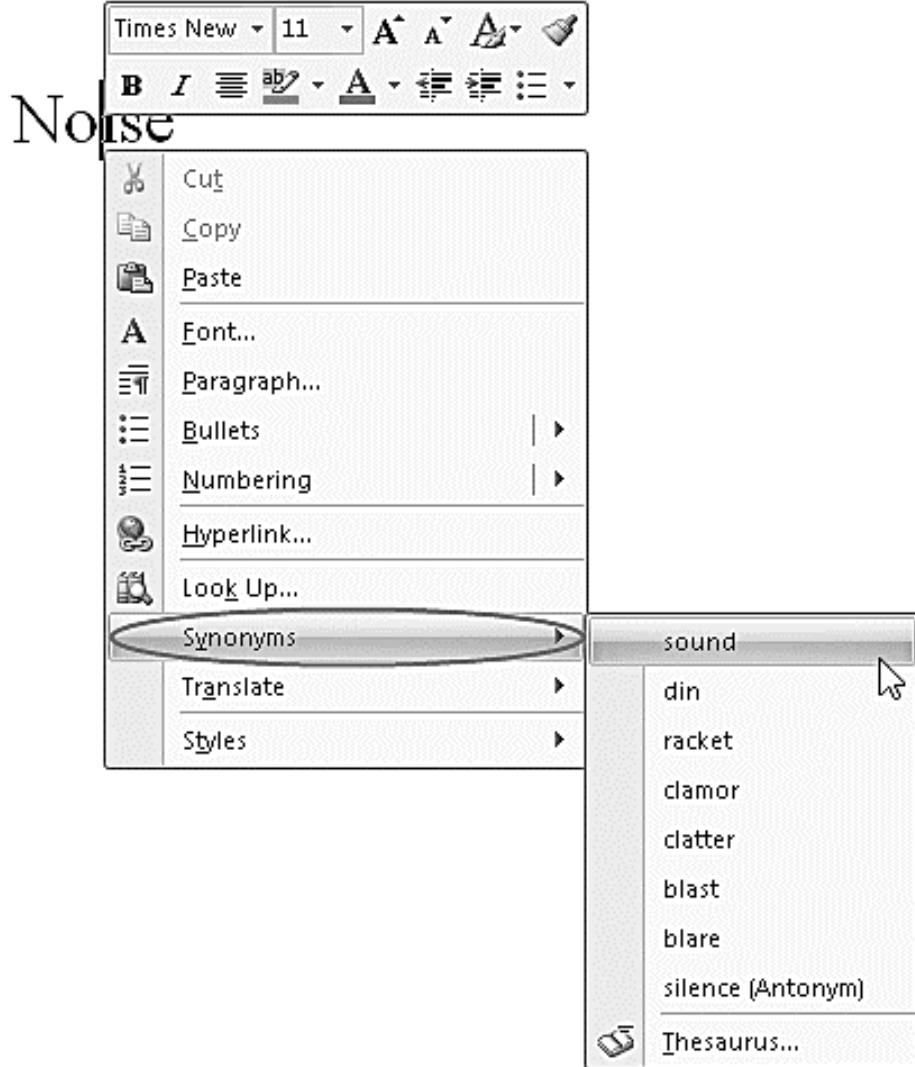 Times New 11
Noise
Cut
Copy
Paste
Font...
Paragraph...
Bullets
Numbering
Hyperlink...
Look Up...
Synonyms
Translate
Styles
sound
din
racket
clamor
clatter
blast
blare
silence (Antonym)
Thesaurus...